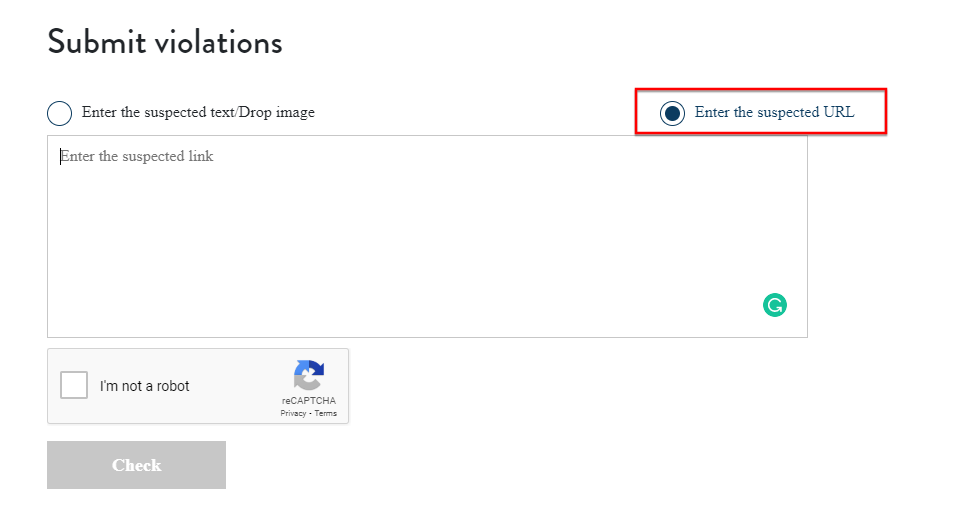 Submit violations
Enter the suspected text/Drop image
Enter the suspected URL
Enter the suspected link
I'm not a robot
reCAPTCHA
Privacy - Terms
Check